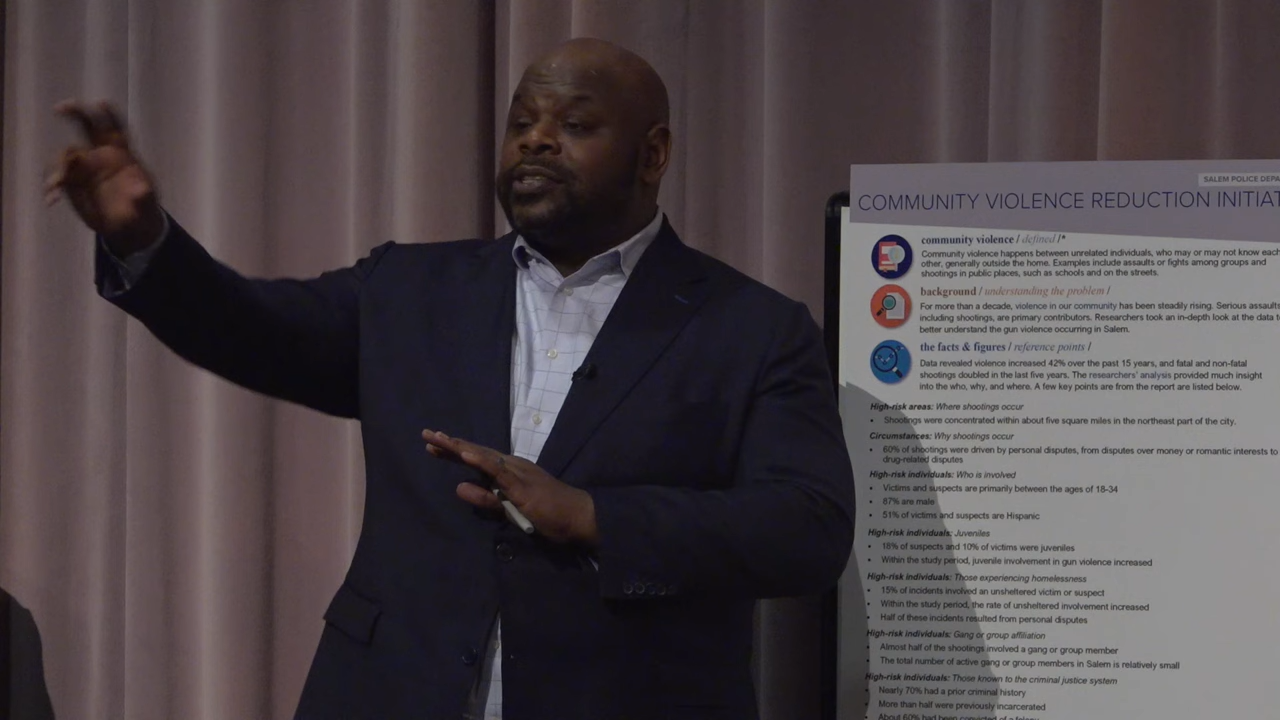 SALEM POLICE
COMMUNITY VIOLENCE REDUCTION
community violence / defined /*
Community violence happens between unrelated individuals, who may or may not know each
other, generally outside the home. Examples include assaults or fights among groups and
shootings in public places, such as schools and on the streets.
background / understanding the problem /
For more than a decade, violence in our community has been steadily rising. Serious assaults
including shootings, are primary contributors. Researchers took an in-depth look at the data to
better understand the gun violence occurring in Salem.
the facts & figures / reference points /
Data revealed violence increased 42% over the past 15 years, and fatal and non-fatal
shootings doubled in the last five years. The researchers' analysis provided much insight
into the who, why, and where. A few key points are from the report are listed below.
High-risk areas: Where shootings occur
• Shootings were concentrated within about five square miles in the northeast part of the city.
Circumstances: Why shootings occur
• 60% of shootings were driven by personal disputes, from disputes over money or romantic interests to
drug-related disputes
High-risk individuals: Who is involved
• Victims and suspects are primarily between the ages of 18-34
• 87% are male
• 51% of victims and suspects are Hispanic
High-risk individuals: Juveniles
• 18% of suspects and 10% of victims were juveniles
• Within the study period, juvenile involvement in gun violence increased
High-risk individuals: Those experiencing homelessness
• 15% of incidents involved an unsheltered victim or suspect
• Within the study period, the rate of unsheltered involvement increased
• Half of these incidents resulted from personal disputes
High-risk individuals: Gang or group affiliation
• Almost half of the shootings involved a gang or group member
• The total number of active gang or group members in Salem is relatively small
High-risk individuals: Those known to the criminal justice system
• Nearly 70% had a prior criminal history
• More than half were previously incarcerated
• About 60% had been convicted of a felony